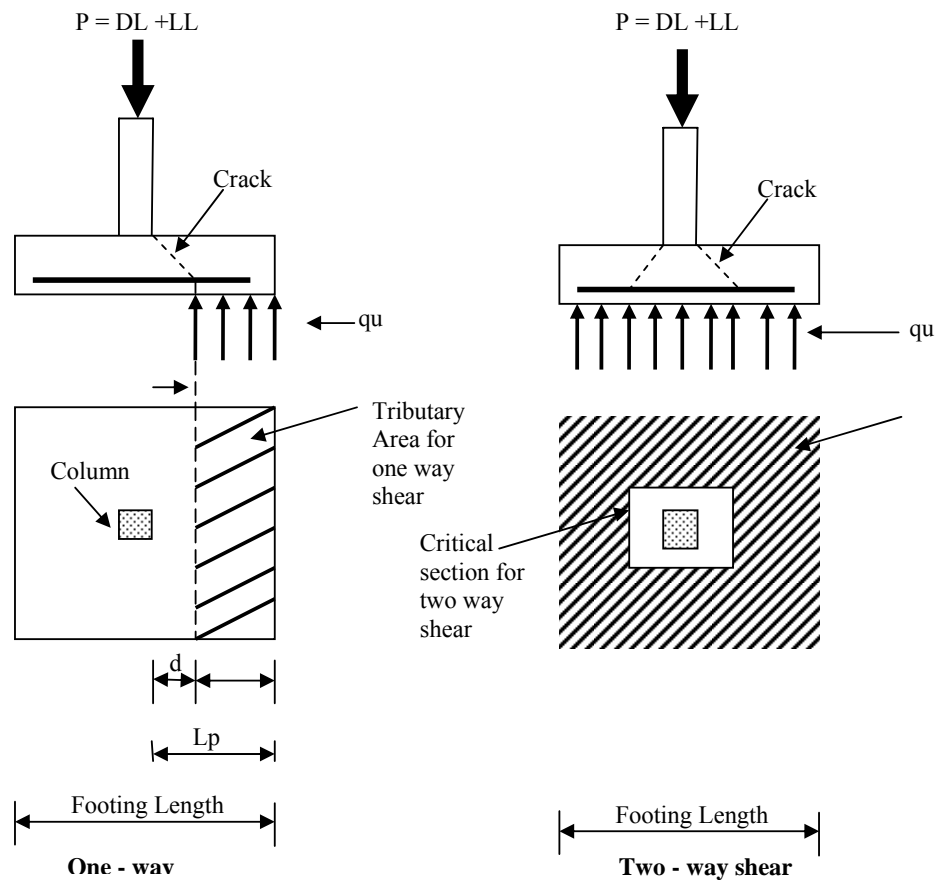 P = DL +LL
Crack
qu
Tributary
Area for
one way
shear
Column
d
Lp
Footing Length
One - way
P = DL +LL
Crack
qu
Critical
section for
two way
shear
Footing Length
Two - way shear